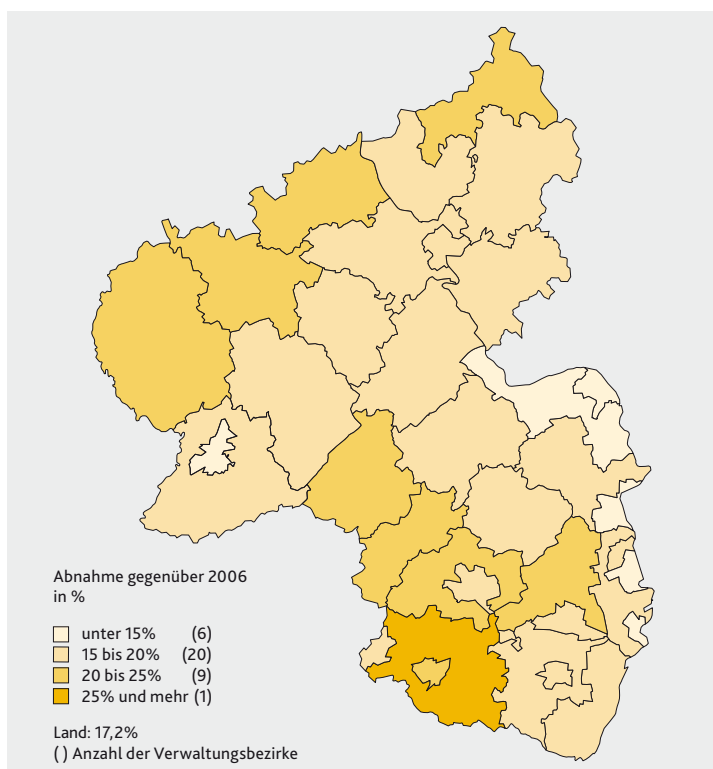 Abnahme gegenüber 2006
in %
unter 15% (6)
15 bis 20% (20)
20 bis 25% (9)
25% und mehr (1)
Land: 17,2%
( ) Anzahl der Verwaltungsbezirke